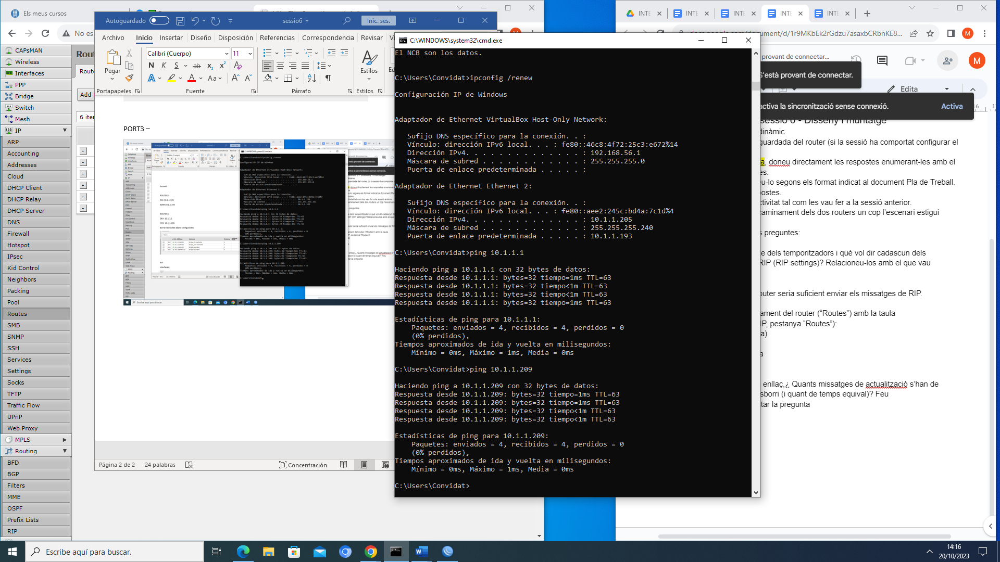 Els meus cursos
No es
CAPsMAN
Wireless
Interfaces
PPP
Bridge
Switch
Mesh
IP
ARP
Accounting
Addresses
Cloud
DHCP Client
DHCP Relay
DHCP Server
DNS
Firewall
Hotspot
IPsec
Kid Control
Neighbors
Packing
Pool
Routes
SMB
SNMP
SSH
Services
Settings
Socks
TFTP
Traffic Flow
UPnP
Web Proxy
MPLS
Routing
BFD
BGP
Filters
MME
OSPF
Prefix Lists
RIP
Rout
Route
Add
6 iter
Autoguardado
sessio6
Inic. ses.
Archivo Inicio Insertar Diseño Disposición Referencias Correspondencia Revisar V
Pegar
Calibri (Cuerpo) 11
N K S ab x₂ x²
A A Aa A A
Estilos
Ed
Portapapeles Fuente Párrafo Estilos
PORT3 –
Página 2 de 2 24 palabras Concentración
C:\WINDOWS\system32\cmd.exe
El NCB son los datos.
C:\Users\Convidat>ipconfig /renew
Configuración IP de Windows
Adaptador de Ethernet VirtualBox Host-Only Network:
Sufijo DNS específico para la conexión. . :
Vínculo: dirección IPv6 local. . . : fe80::46c8:4f72:25c3:e672%14
Dirección IPv4. . . . . . . . . . . . . . : 192.168.56.1
Máscara de subred . . . . . . . . . . . . : 255.255.255.0
Puerta de enlace predeterminada . . . . . :
Adaptador de Ethernet Ethernet 2:
Sufijo DNS específico para la conexión. . :
Vínculo: dirección IPv6 local. . . : fe80::aee2:245c:bd4a:7c1d%4
Dirección IPv4. . . . . . . . . . . . . . : 10.1.1.205
Máscara de subred . . . . . . . . . . . . : 255.255.255.240
Puerta de enlace predeterminada . . . . . : 10.1.1.193
C:\Users\Convidat>ping 10.1.1.1
Haciendo ping a 10.1.1.1 con 32 bytes de datos:
Respuesta desde 10.1.1.1: bytes=32 tiempo=1ms TTL=63
Respuesta desde 10.1.1.1: bytes=32 tiempo<1m TTL=63
Respuesta desde 10.1.1.1: bytes=32 tiempo<1m TTL=63
Respuesta desde 10.1.1.1: bytes=32 tiempo=1ms TTL=63
Estadísticas de ping para 10.1.1.1:
Paquetes: enviados = 4, recibidos = 4, perdidos = 0
(0% perdidos),
Tiempos aproximados de ida y vuelta en milisegundos:
Mínimo = 0ms, Máximo = 1ms, Media = 0ms
C:\Users\Convidat>ping 10.1.1.209
Haciendo ping a 10.1.1.209 con 32 bytes de datos:
Respuesta desde 10.1.1.209: bytes=32 tiempo=1ms TTL=63
Respuesta desde 10.1.1.209: bytes=32 tiempo=1ms TTL=63
Respuesta desde 10.1.1.209: bytes=32 tiempo<1m TTL=63
Respuesta desde 10.1.1.209: bytes=32 tiempo<1m TTL=63
Estadísticas de ping para 10.1.1.209:
Paquetes: enviados = 4, recibidos = 4, perdidos = 0
(0% perdidos),
Tiempos aproximados de ida y vuelta en milisegundos:
Mínimo = 0ms, Máximo = 1ms, Media = 0ms
C:\Users\Convidat>
INTE INTE INTE INTE INTE
/document/d/1r9MKbEk2rGdzu7asaxbCRbnKE8...
M
provant de connectar...
M
S'està provant de connectar.
Edita
activa la sincronització sense connexió. Activa
sessió 6 - Disseny i muntatge
dinàmic
guardada del router (si la sessió ha comportat configurar el
a, doneu directament les respostes enumerant-les amb el
es.
u-lo segons els format indicat al document Pla de Treball.
postes.
ctivitat tal com les vau fer a la sessió anterior.
caminament dels dos routers un cop l'escenari estigui
s preguntes:
e dels temporitzadors i què vol dir cadascun dels
RIP (RIP settings)? Relacioneu-los amb el que vau
outer seria suficient enviar els missatges de RIP.
ament del router (“Routes”) amb la taula
P, pestanya “Routes”):
a)
a
enllaç,¿ Quants missatges de actualització s'han de
sborri (i quant de temps equival)? Feu
tar la pregunta
Escribe aquí para buscar.
14:16
20/10/2023